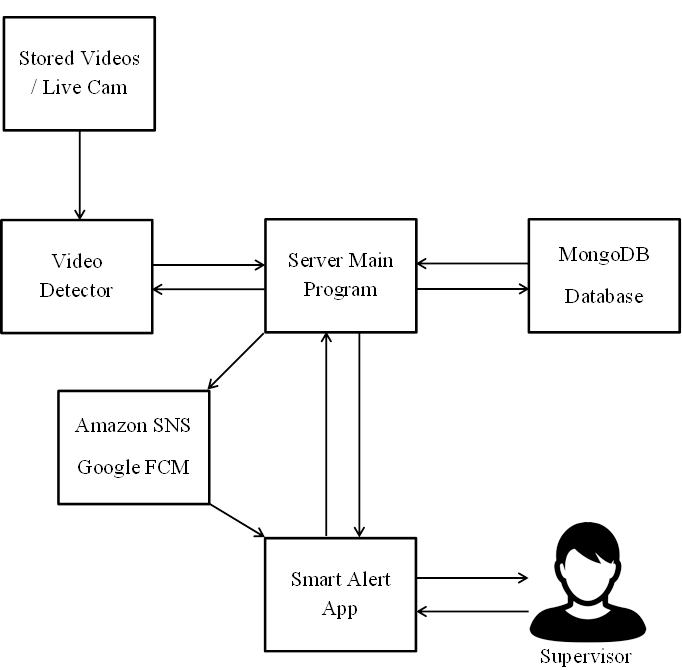 Stored Videos
/ Live Cam
Video
Detector
Server Main
Program
MongoDB
Database
Amazon SNS
Google FCM
Smart Alert
App
Supervisor